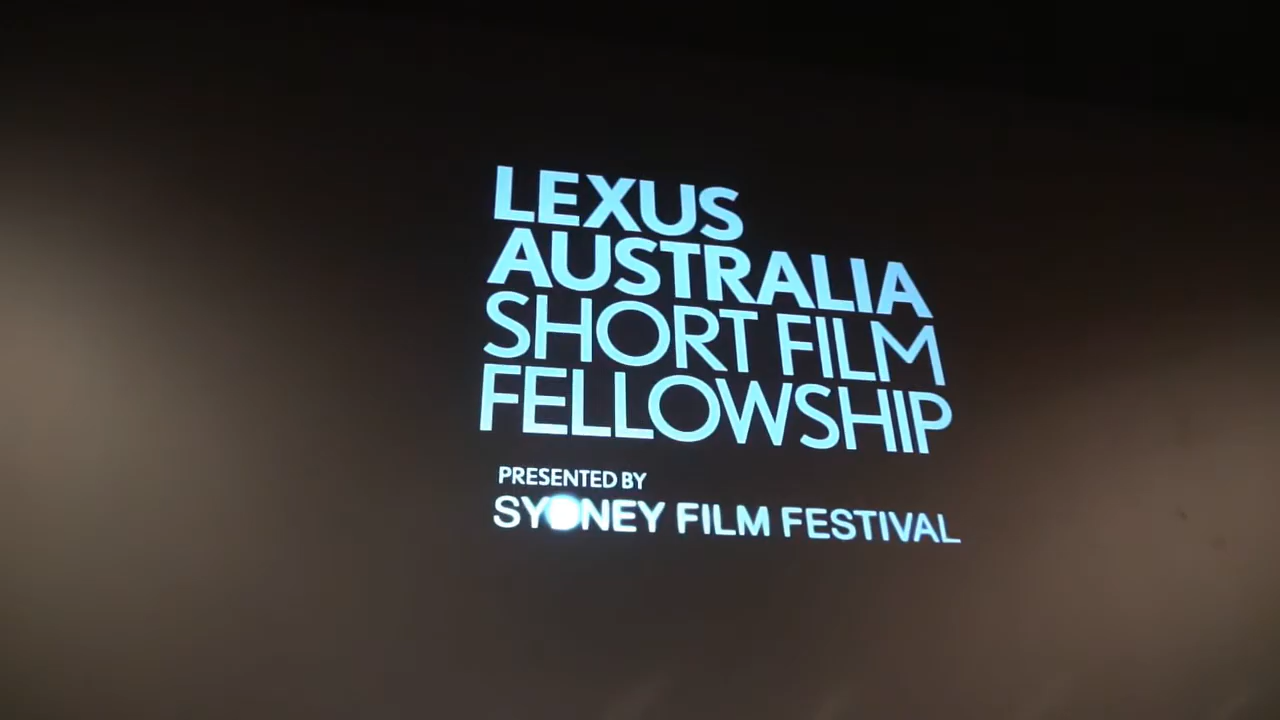 LEXUS
AUSTRALIA
SHORT FILM
FELLOWSHIP
PRESENTED BY
SYDNEY FILM FESTIVAL